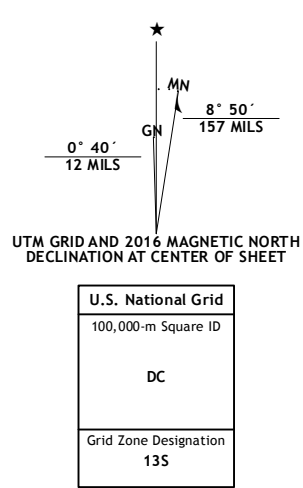 MN
8° 50´
157 MILS
GN
0° 40´
12 MILS
UTM GRID AND 2016 MAGNETIC NORTH
DECLINATION AT CENTER OF SHEET
U.S. National Grid
100,000-m Square ID
DC
Grid Zone Designation
13S